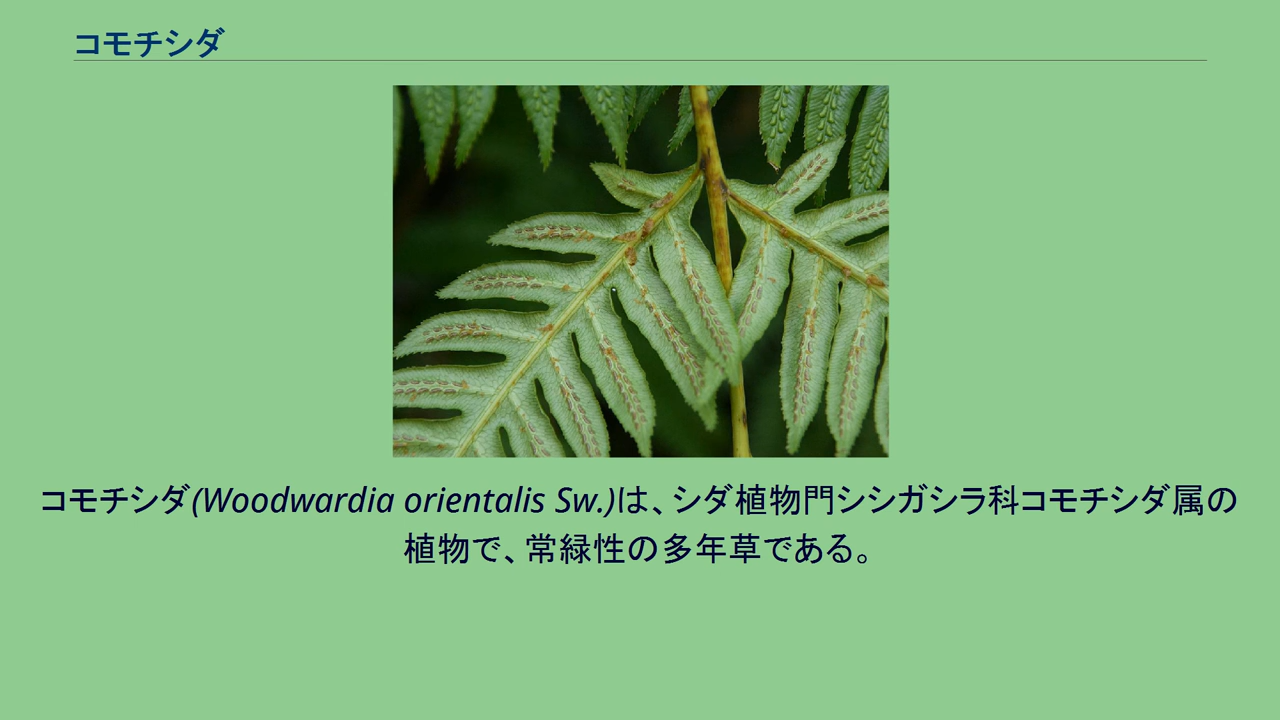 コモチシダ
コモチシダ(Woodwardia orientalis Sw.)は、シダ植物門シシガシラ科コモチシダ属の
植物で、常緑性の多年草である。